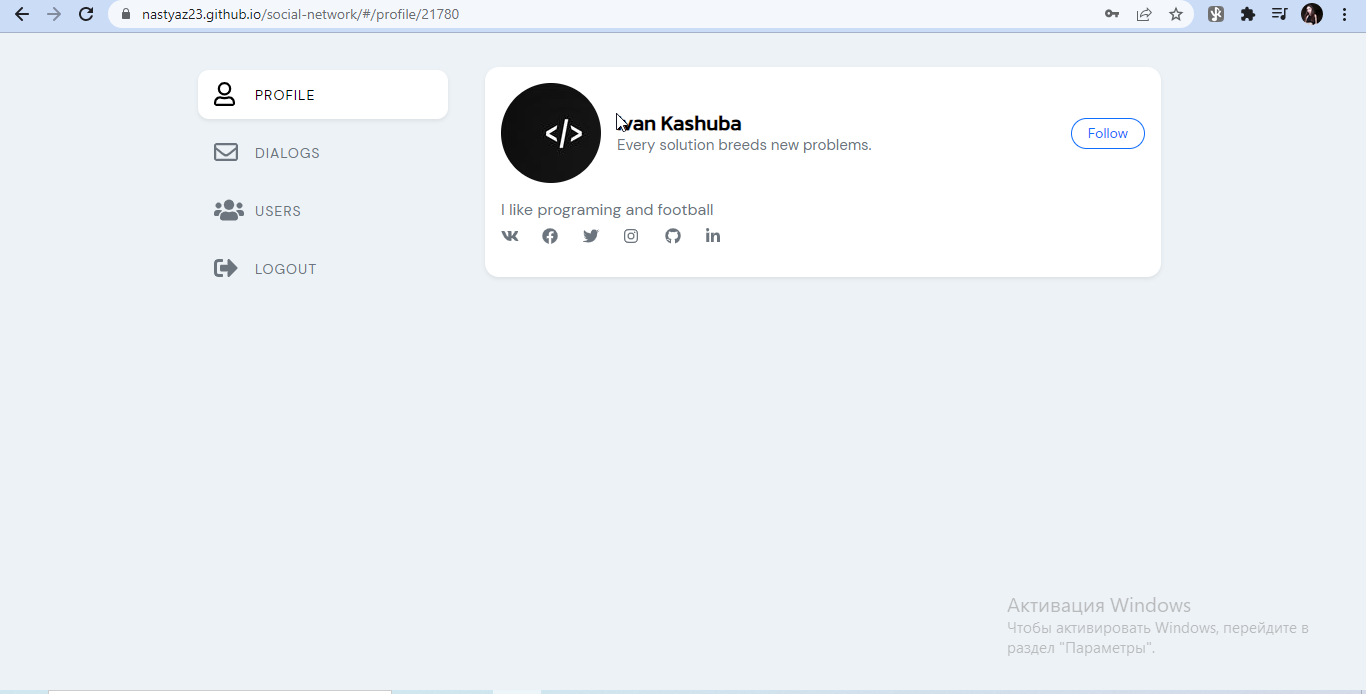 nastyaz23.github.io/social-network/#/profile/21780
PROFILE
DIALOGS
USERS
LOGOUT
</>
Ivan Kashuba
Every solution breeds new problems.
Follow
I like programing and football
Активация Windows
Чтобы активировать Windows, перейдите в
раздел "Параметры".